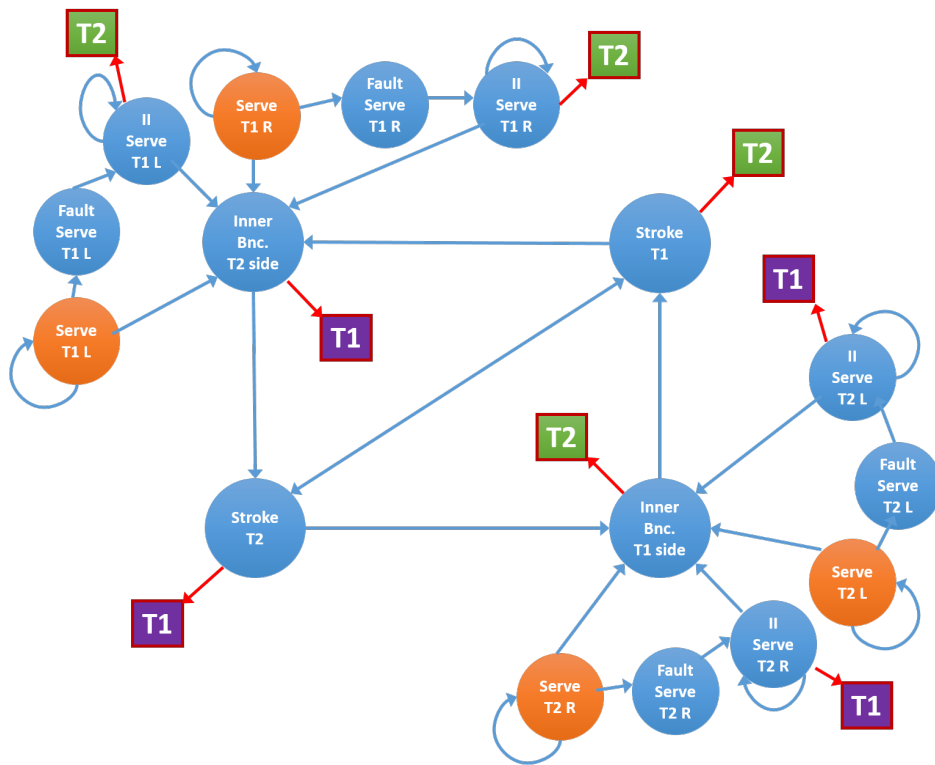 T2
T2
Serve
T1 R
Fault
Serve
T1 R
II
Serve
T1 R
II
Serve
T1 L
T2
Fault
Serve
T1 L
Inner
Bnc.
T2 side
Stroke
T1
T1
Serve
T1 L
T1
II
Serve
T2 L
T2
Fault
Serve
T2 L
Stroke
T2
Inner
Bnc.
T1 side
Serve
T2 L
T1
II
Serve
T2 R
Serve
T2 R
Fault
Serve
T2 R
T1